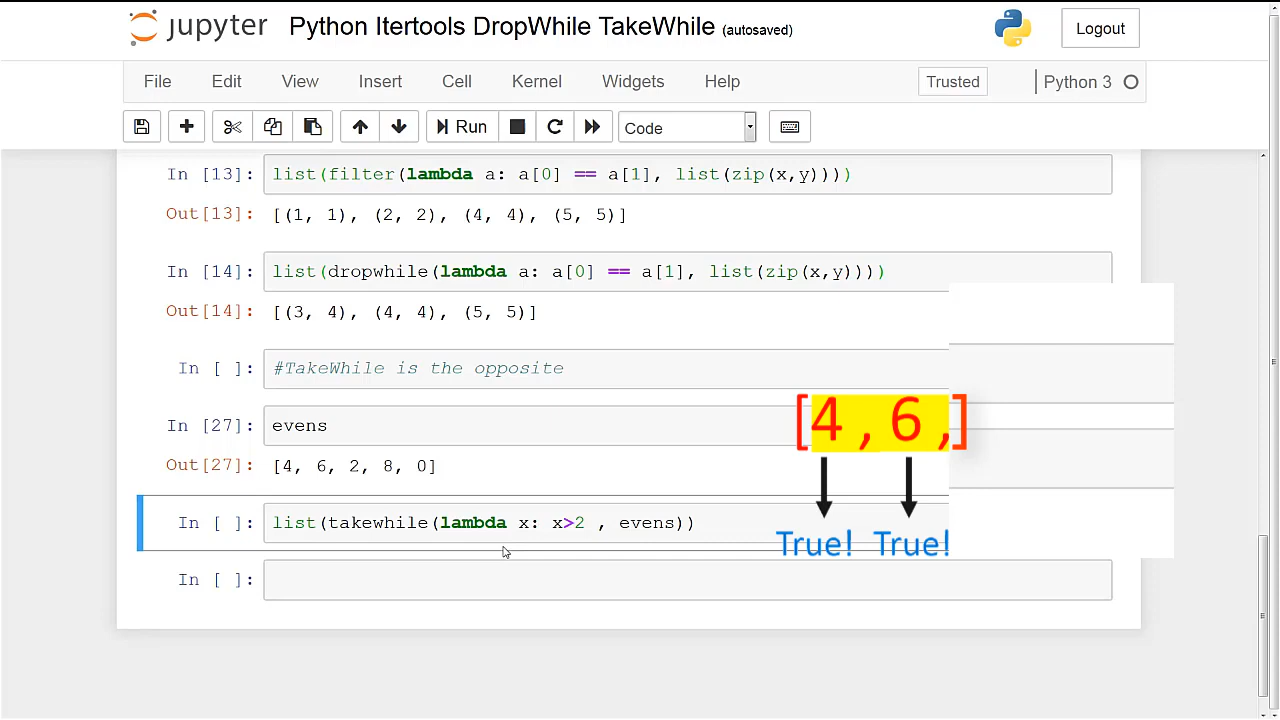 jupyter Python Itertools DropWhile TakeWhile (autosaved) Logout
File Edit View Insert Cell Kernel Widgets Help Trusted Python 3
Run Code
In [13]: list(filter(lambda a: a[0] == a[1], list(zip(x,y))))
Out[13]: [(1, 1), (2, 2), (4, 4), (5, 5)]
In [14]: list(dropwhile(lambda a: a[0] == a[1], list(zip(x,y))))
Out[14]: [(3, 4), (4, 4), (5, 5)]
In [ ]: #TakeWhile is the opposite
In [27]: evens
[4 , 6 ,]
Out[27]: [4, 6, 2, 8, 0]
In [ ]: list(takewhile(lambda x: x>2 , evens))
True! True!
In [ ]: